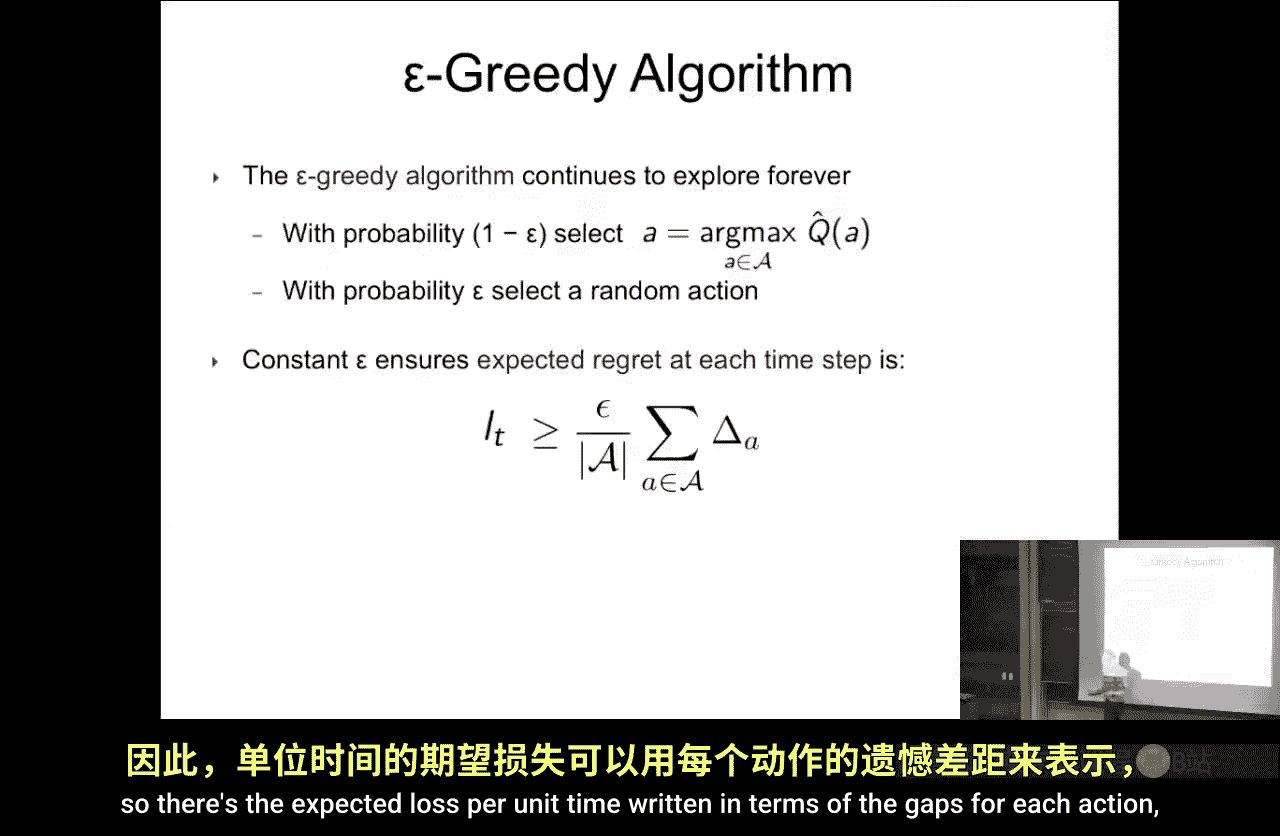 ε-Greedy Algorithm
‣ The ε-greedy algorithm continues to explore forever
– With probability (1 − ε) select a = argmax Q̂(a)
a∈𝒜
– With probability ε select a random action
‣ Constant ε ensures expected regret at each time step is:
l_t ≥ ϵ/|𝒜| ∑_{a∈𝒜} Δ_a
因此，单位时间的期望损失可以用每个动作的遗憾差距来表示，
B站
so there's the expected loss per unit time written in terms of the gaps for each action,